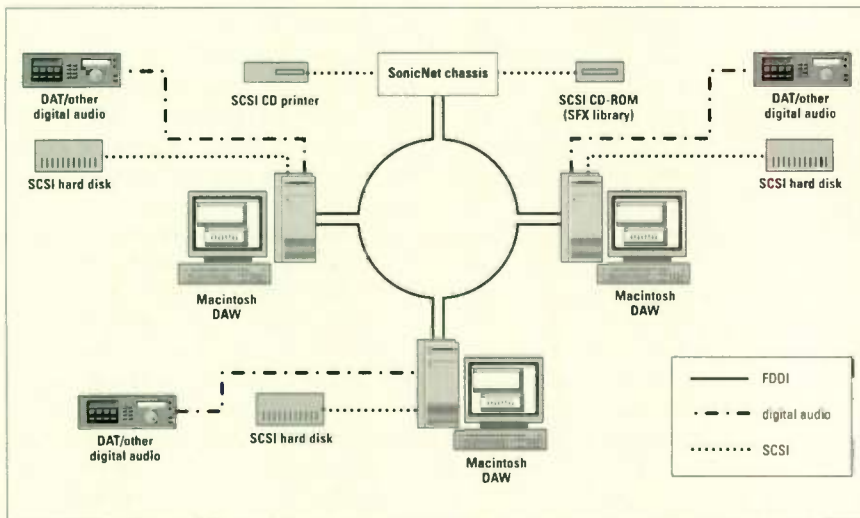 DAT/other
digital audio
SCSI CD printer
SonicNet chassis
SCSI CD-ROM
(SFX library)
DAT/other
digital audio
SCSI hard disk
SCSI hard disk
Macintosh
DAW
Macintosh
DAW
DAT/other
digital audio
SCSI hard disk
Macintosh
DAW
FDDI
digital audio
SCSI